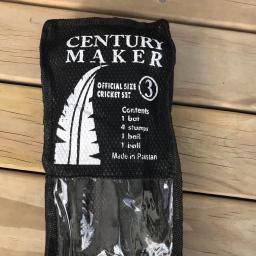 CENTURY
MAKER
OFFICIAL SIZE
CRICKET SET
3
Contents
1 bat
4 stumps
1 bail
1 ball
Made in Pakistan